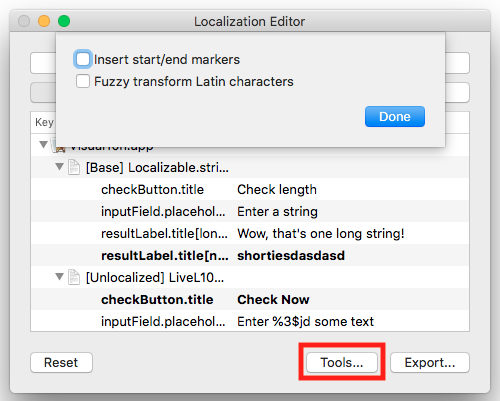 Localization Editor
Insert start/end markers
Fuzzy transform Latin characters
Done
Key
Visualron.app
[Base] Localizable.stri...
checkButton.title Check length
inputField.placehol... Enter a string
resultLabel.title[lon... Wow, that's one long string!
resultLabel.title[n... shortiesdasdasd
[Unlocalized] LiveL10...
checkButton.title Check Now
inputField.placehol... Enter %3$jd some text
Reset
Tools...
Export...